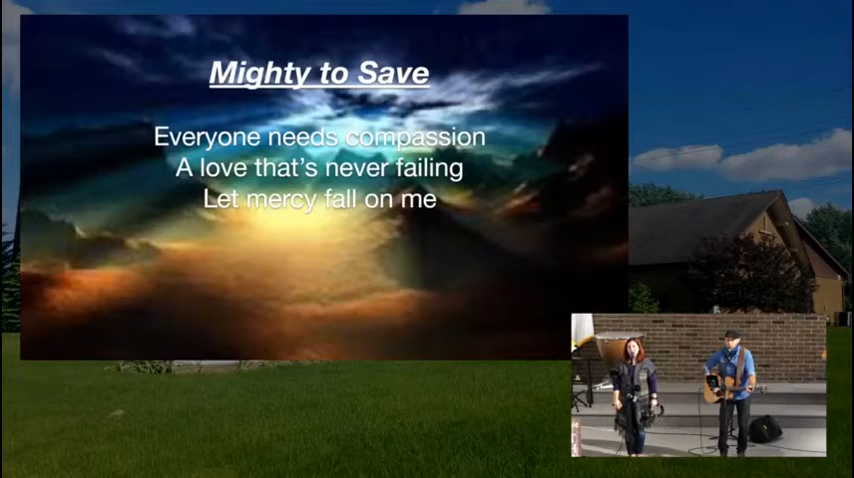 Mighty to Save
Everyone needs compassion
A love that's never failing
Let mercy fall on me